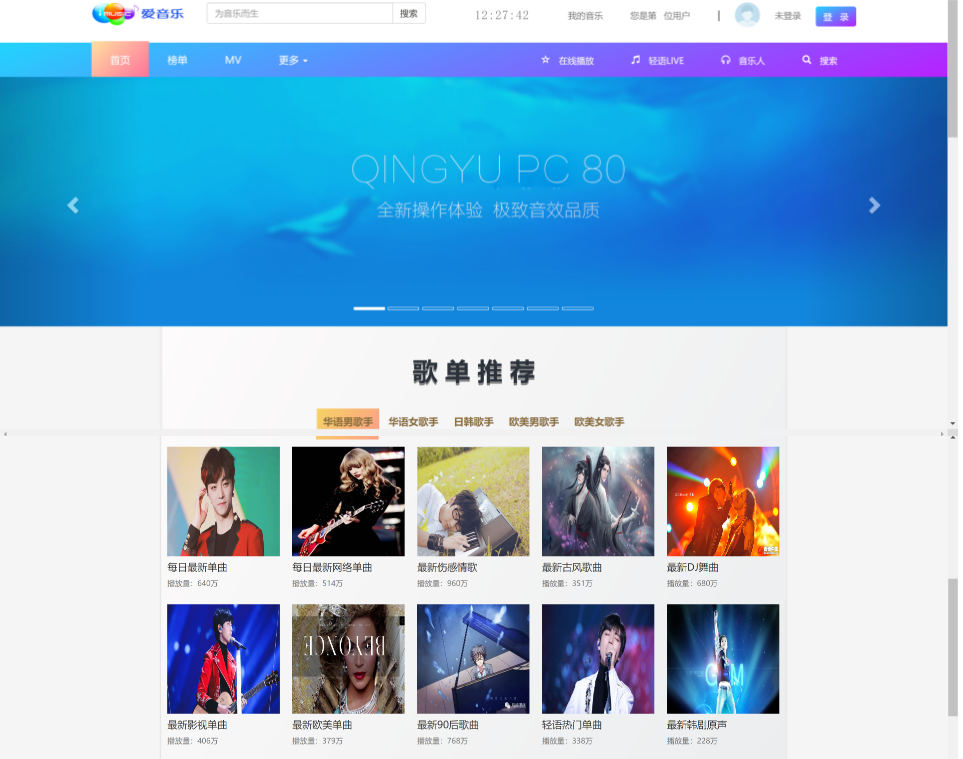 MUSIC 爱音乐 为音乐而生 搜索 12:27:42 我的音乐 您是第 位用户 | 未登录 登 录
首页 榜单 MV 更多 在线播放 轻语LIVE 音乐人 搜索
QINGYU PC 80
全新操作体验 极致音效品质
歌单推荐
华语男歌手 华语女歌手 日韩歌手 欧美男歌手 欧美女歌手
每日最新单曲 每日最新网络单曲 最新伤感情歌 最新古风歌曲 最新DJ舞曲
播放量：640万 播放量：514万 播放量：960万 播放量：351万 播放量：680万
BEYONCE
最新影视单曲 最新欧美单曲 最新90后歌曲 轻语热门单曲 最新韩剧原声
播放量：406万 播放量：379万 播放量：768万 播放量：338万 播放量：228万